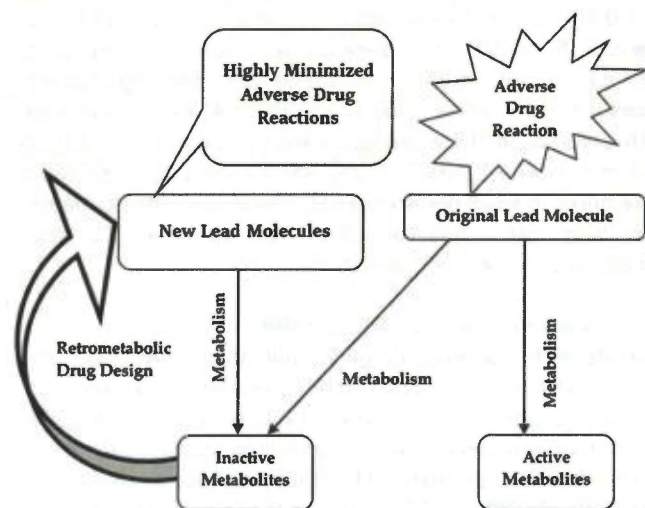 Highly Minimized
Adverse Drug
Reactions
Adverse
Drug
Reaction
New Lead Molecules
Original Lead Molecule
Metabolism
Metabolism
Metabolism
Retrometabolic
Drug Design
Inactive
Metabolites
Active
Metabolites